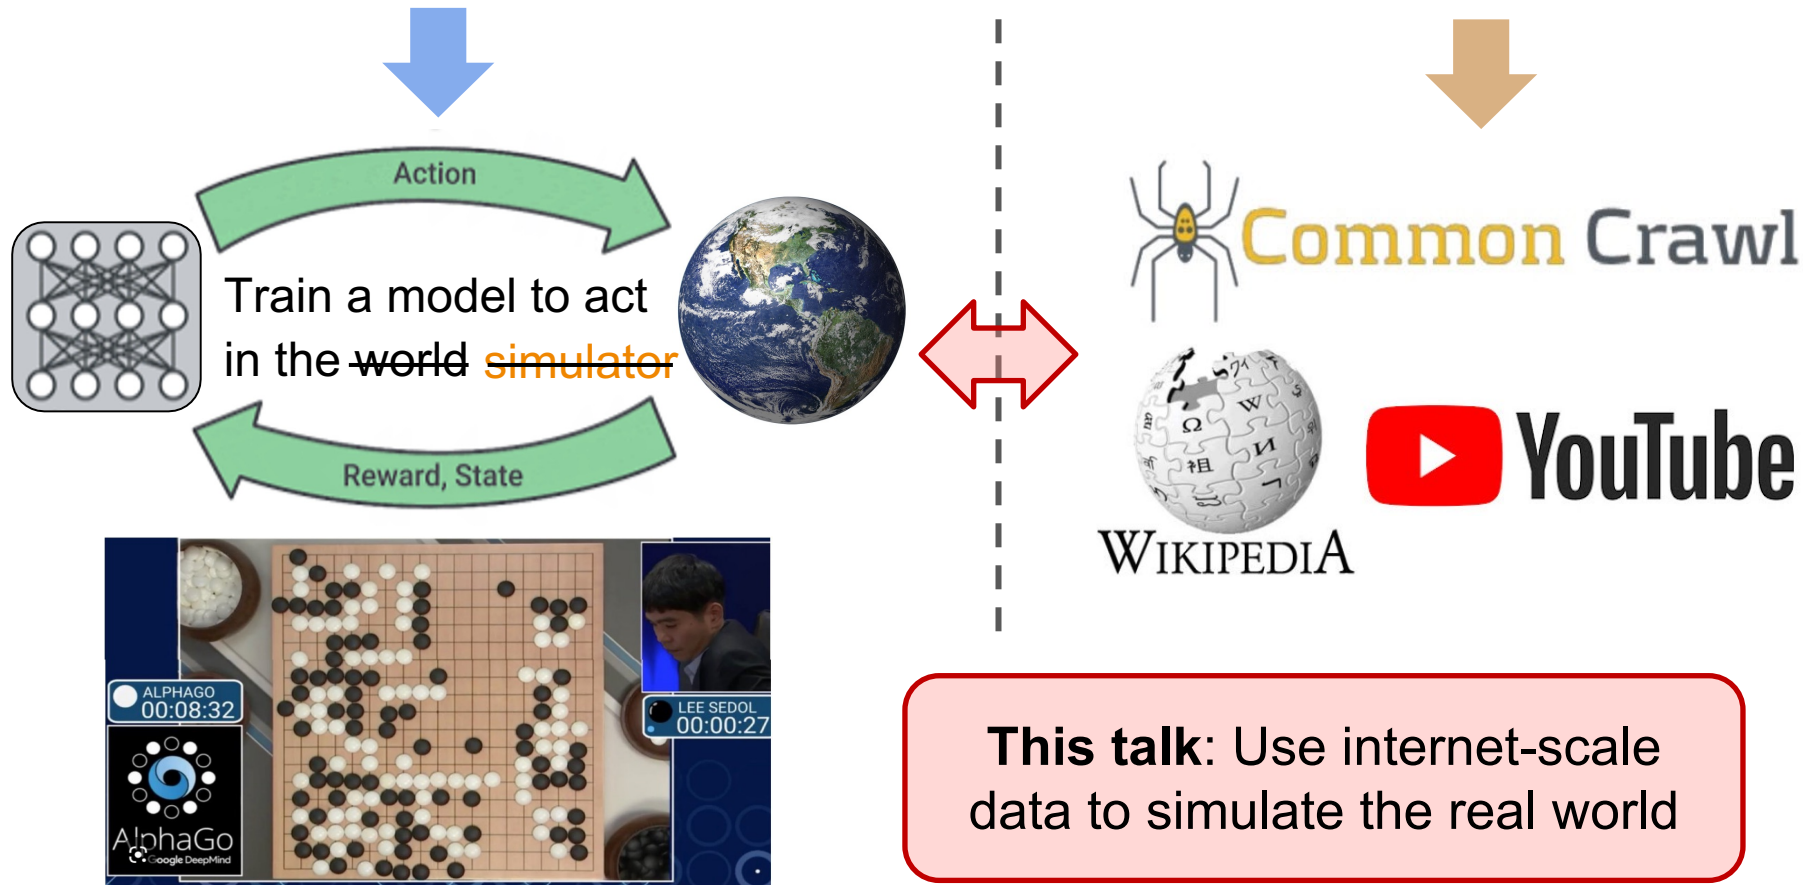 Action
Train a model to act
in the world simulator
Reward, State
ALPHAGO
00:08:32
LEE SEDOL
00:00:27
AlphaGo
Google DeepMind
Common Crawl
Ω
W
И
祖
WIKIPEDIA
YouTube
This talk: Use internet-scale
data to simulate the real world